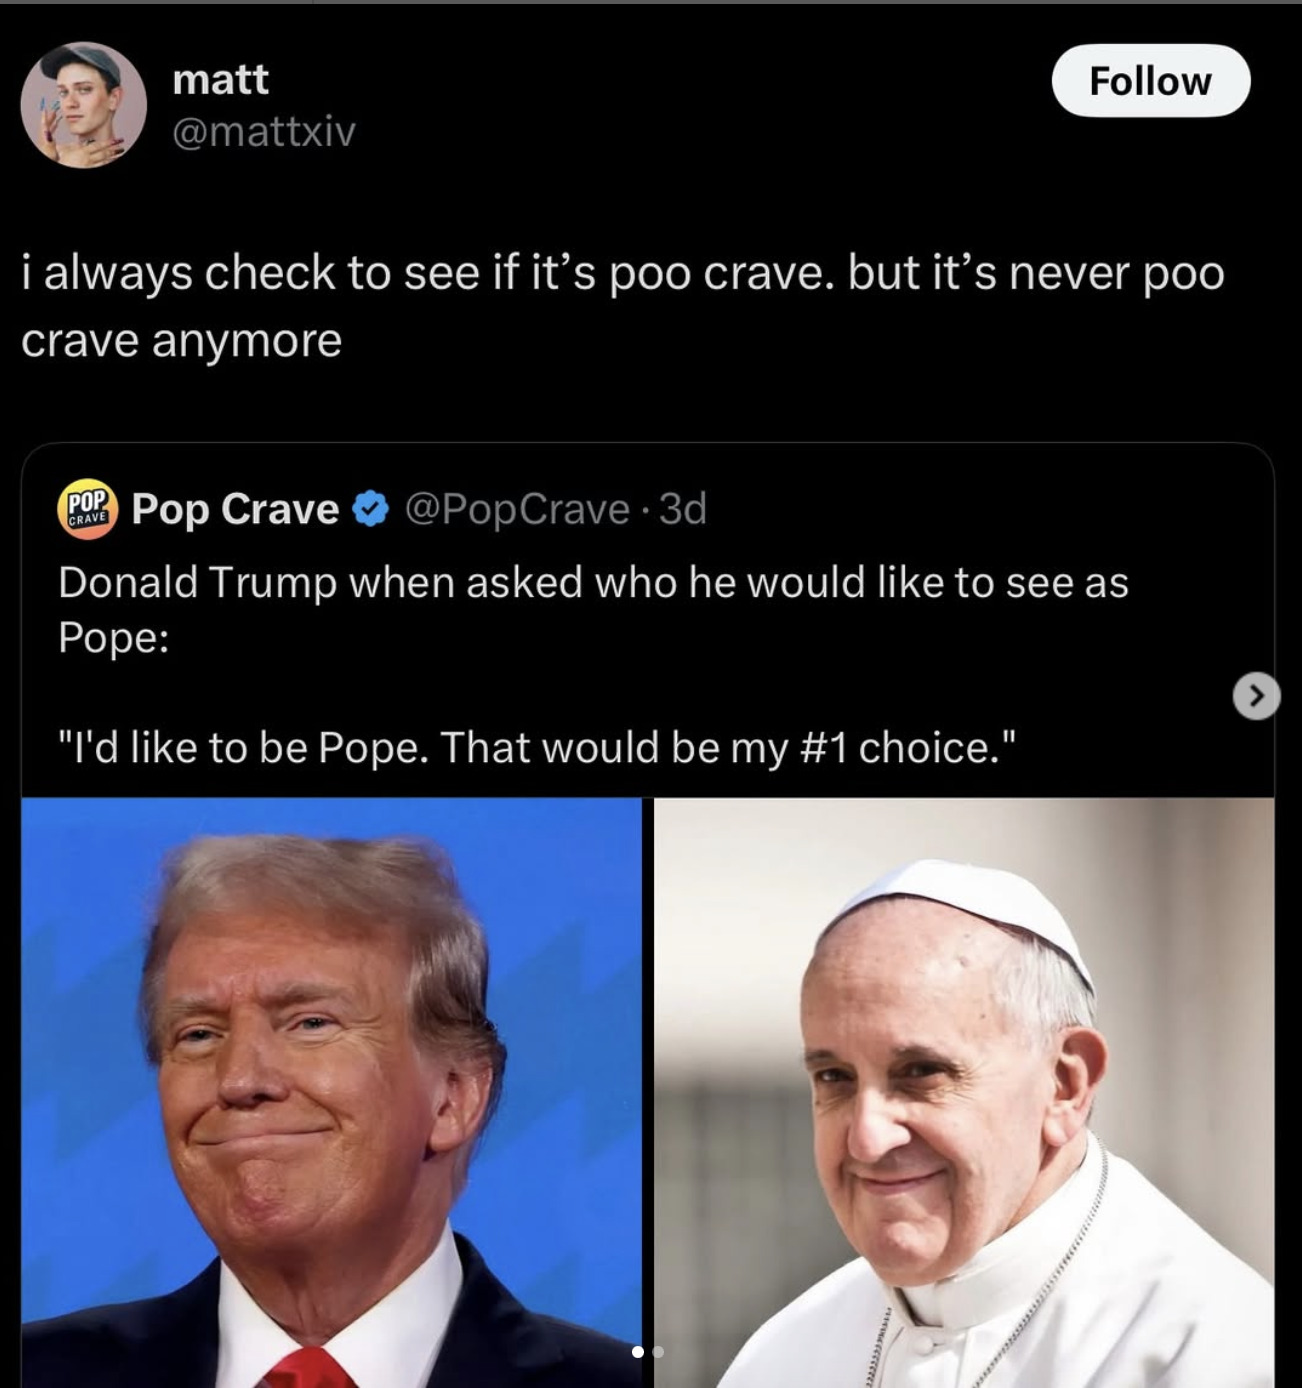 matt
Follow
@mattxiv
i always check to see if it’s poo crave. but it’s never poo
crave anymore
POP
CRAVE
Pop Crave @PopCrave · 3d
Donald Trump when asked who he would like to see as
Pope:
"I'd like to be Pope. That would be my #1 choice."